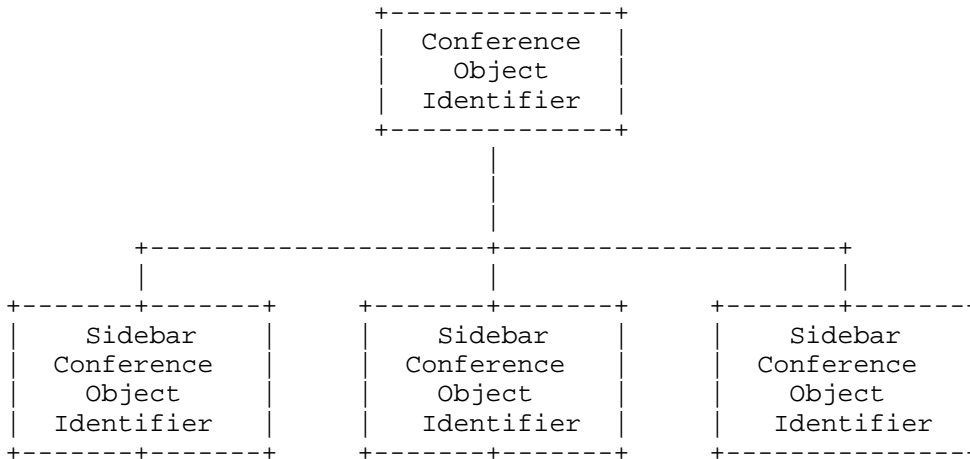 Conference
Object
Identifier
Sidebar Sidebar Sidebar
Conference Conference Conference
Object Object Object
Identifier Identifier Identifier